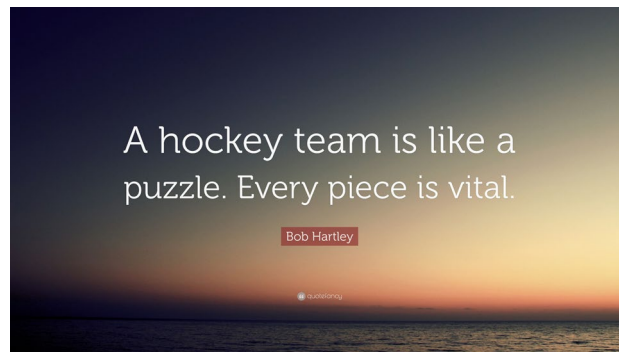 A hockey team is like a
puzzle. Every piece is vital.
Bob Hartley
quotefancy